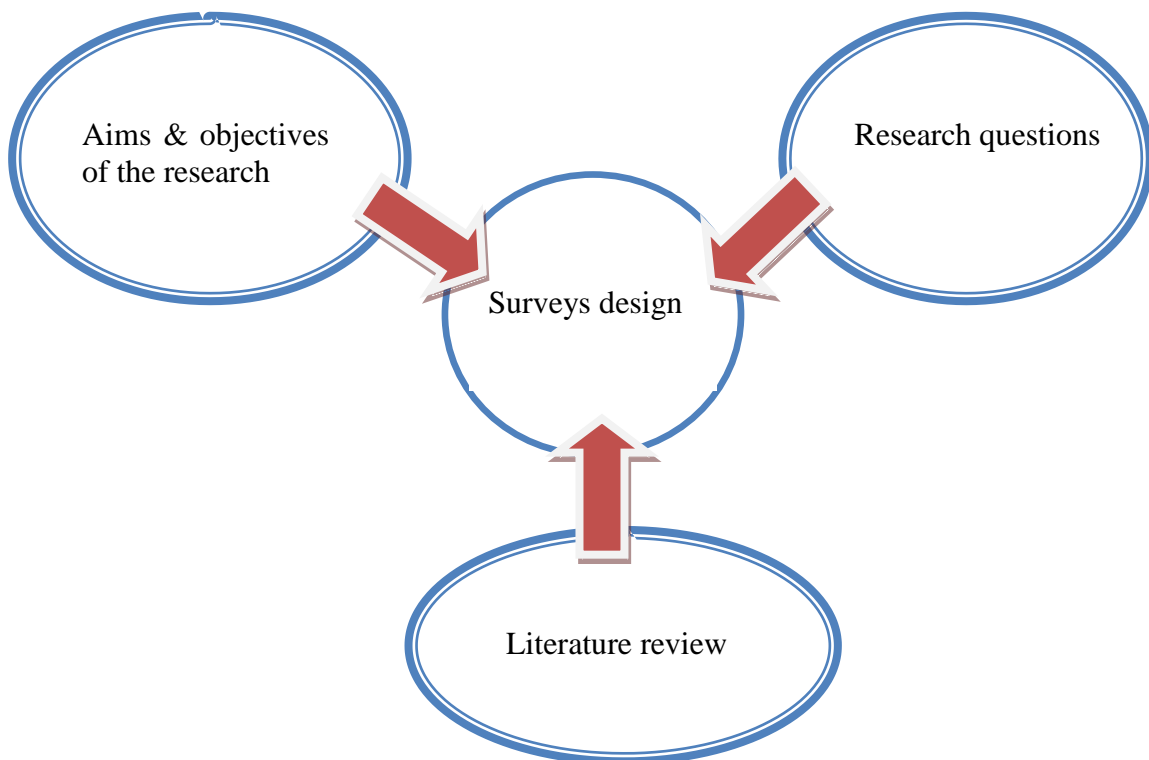 Aims & objectives
of the research
Research questions
Surveys design
Literature review